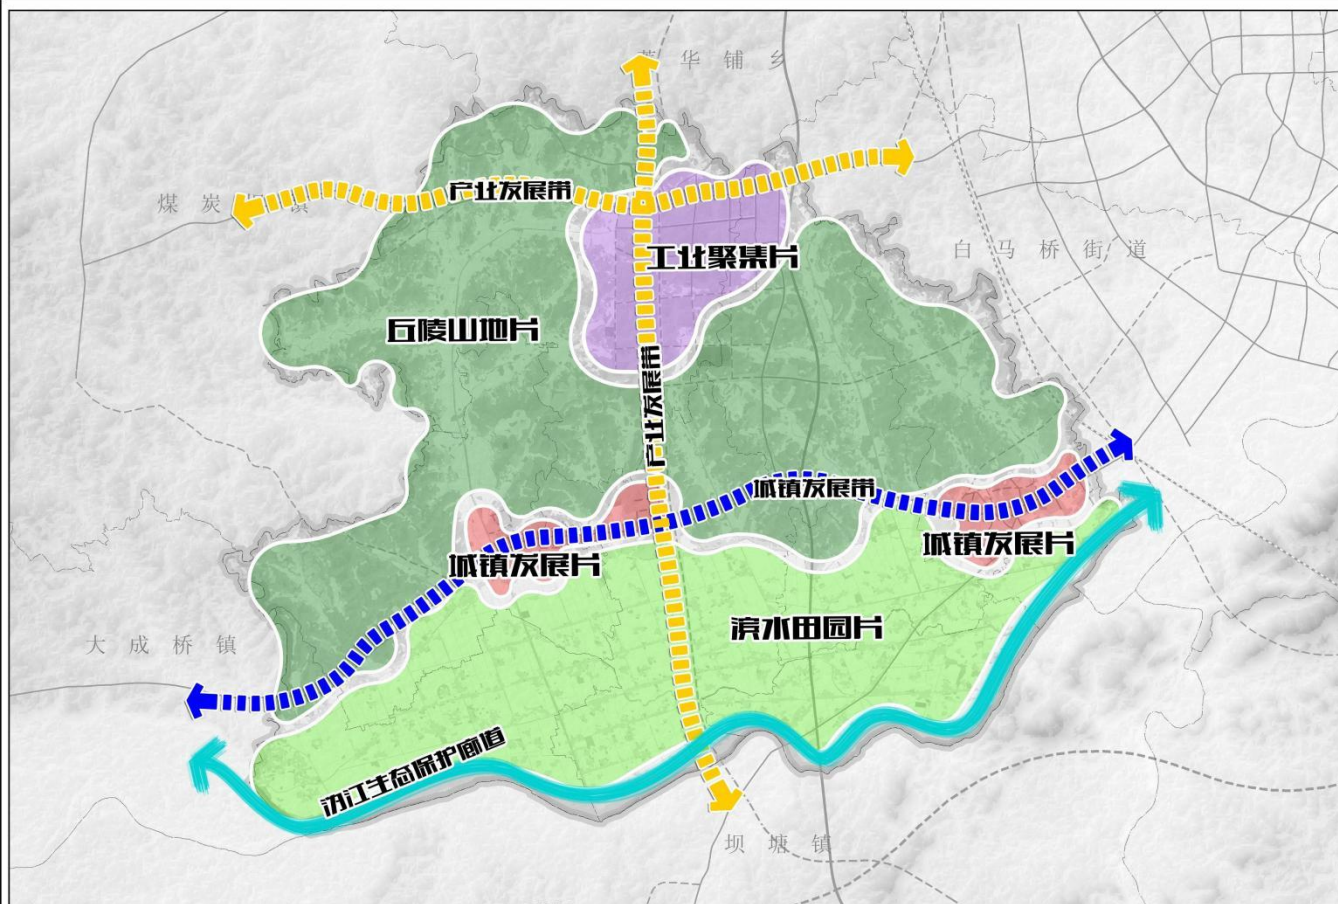 华铺乡
产业发展带
煤炭
镇
工业聚集片
白马桥街道
丘陵山地片
产业发展带
城镇发展带
城镇发展片
城镇发展片
滨水田园片
大成桥镇
沩江生态保护廊道
坝塘镇